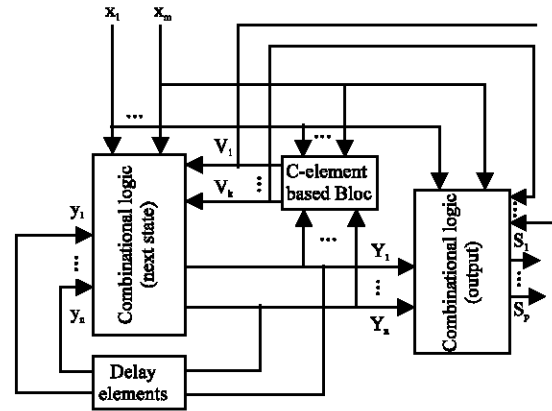 x₁ xₘ
...
...
V₁
...
Vₖ
C-element
based Bloc
y₁
...
yₙ
Combinational logic
(next state)
...
Y₁
...
Yₙ
Combinational logic
(output)
...
S₁
...
Sₚ
Delay
elements